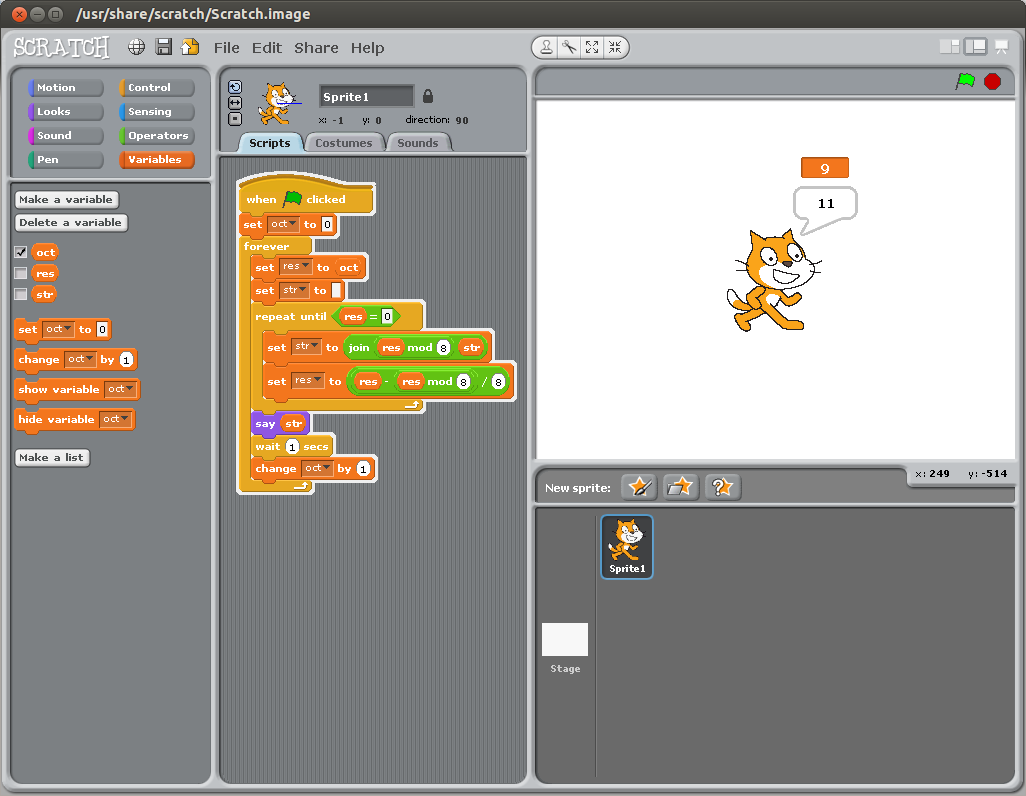 /usr/share/scratch/Scratch.image
SCRATCH File Edit Share Help
Motion Control
Looks Sensing
Sound Operators
Pen Variables
Make a variable
Delete a variable
oct
res
str
set oct to 0
change oct by 1
show variable oct
hide variable oct
Make a list
Sprite1
x: -1 y: 0 direction: 90
Scripts Costumes Sounds
when clicked
set oct to 0
forever
set res to oct
set str to
repeat until res = 0
set str to join res mod 8 str
set res to res - res mod 8 / 8
say str
wait 1 secs
change oct by 1
9
11
x: 249 y: -514
New sprite:
Sprite1
Stage